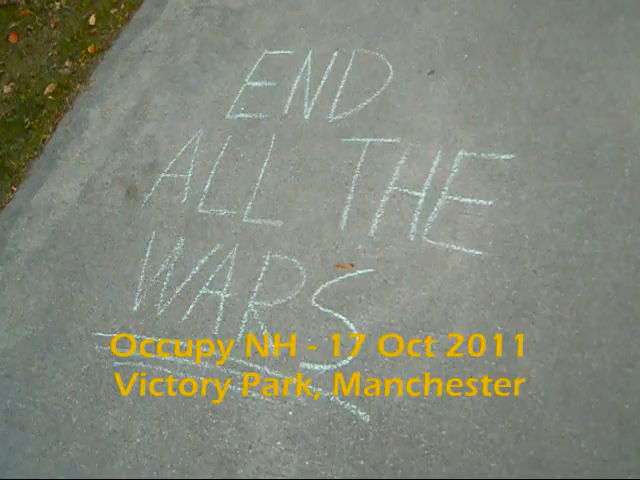 END
ALL THE
WARS
Occupy NH - 17 Oct 2011
Victory Park, Manchester